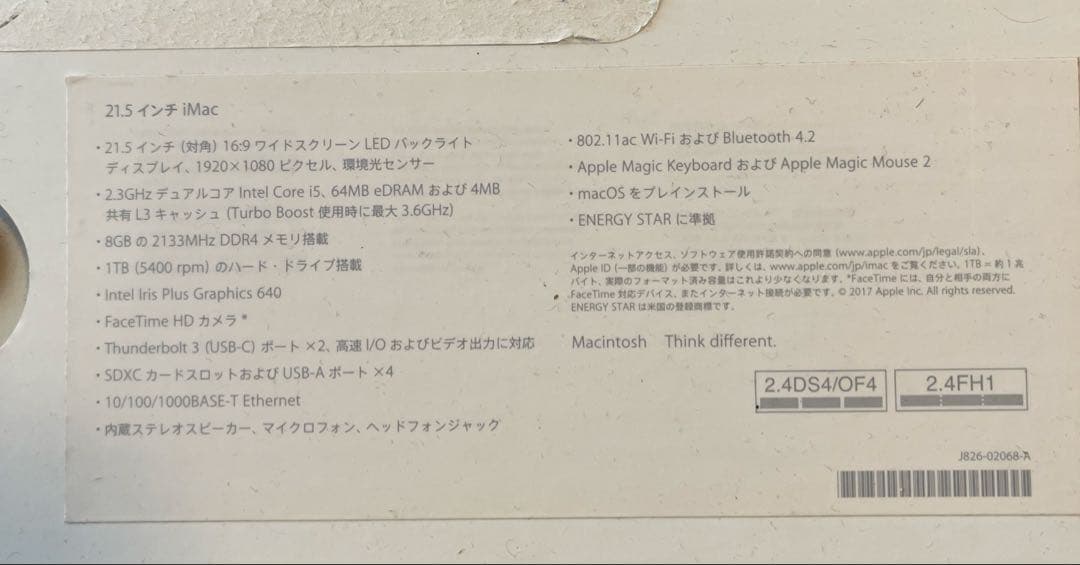 21.5 インチ iMac
・21.5 インチ (対角) 16:9 ワイドスクリーン LED バックライト
ディスプレイ、1920×1080 ピクセル、環境光センサー
・2.3GHz デュアルコア Intel Core i5、64MB eDRAM および 4MB
共有 L3 キャッシュ (Turbo Boost 使用時に最大 3.6GHz)
・8GB の 2133MHz DDR4 メモリ搭載
・1TB (5400 rpm) のハード・ドライブ搭載
・Intel Iris Plus Graphics 640
・FaceTime HD カメラ*
・Thunderbolt 3 (USB-C) ポート ×2、高速 I/O およびビデオ出力に対応
・SDXC カードスロットおよび USB-A ポート ×4
・10/100/1000BASE-T Ethernet
・内蔵ステレオスピーカー、マイクロフォン、ヘッドフォンジャック
・802.11ac Wi-Fi および Bluetooth 4.2
・Apple Magic Keyboard および Apple Magic Mouse 2
・macOS をプレインストール
・ENERGY STAR に準拠
インターネットアクセス、ソフトウェア使用許諾契約への同意 (www.apple.com/jp/legal/sla)、
Apple ID (一部の機能) が必要です。詳しくは、www.apple.com/jp/imac をご覧ください。1TB = 約 1 兆
バイト、実際のフォーマット済み容量はこれより少なくなります。*FaceTime には、自分と相手の両方に
FaceTime 対応デバイス、またインターネット接続が必要です。© 2017 Apple Inc. All rights reserved.
ENERGY STAR は米国の登録商標です。
Macintosh Think different.
2.4DS4/OF4
2.4FH1
J826-02068-A